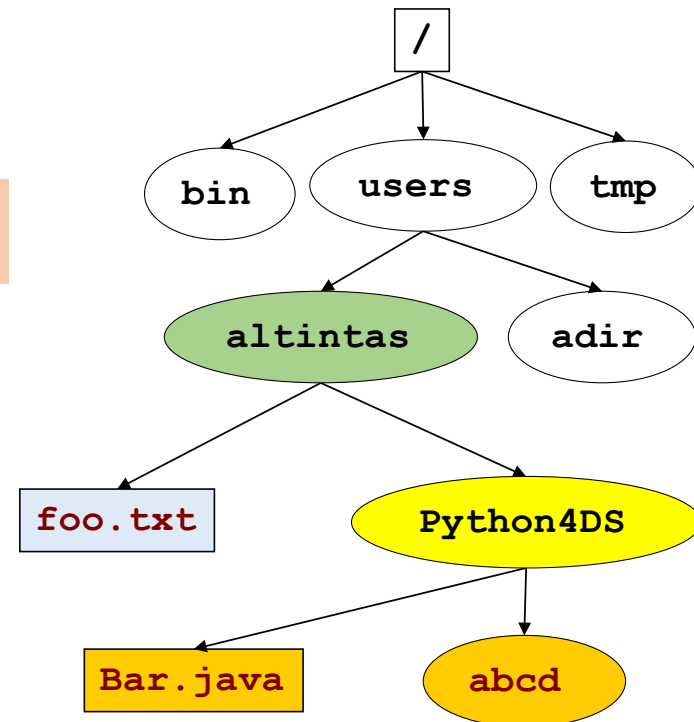 /
bin users tmp
altintas adir
foo.txt Python4DS
Bar.java abcd